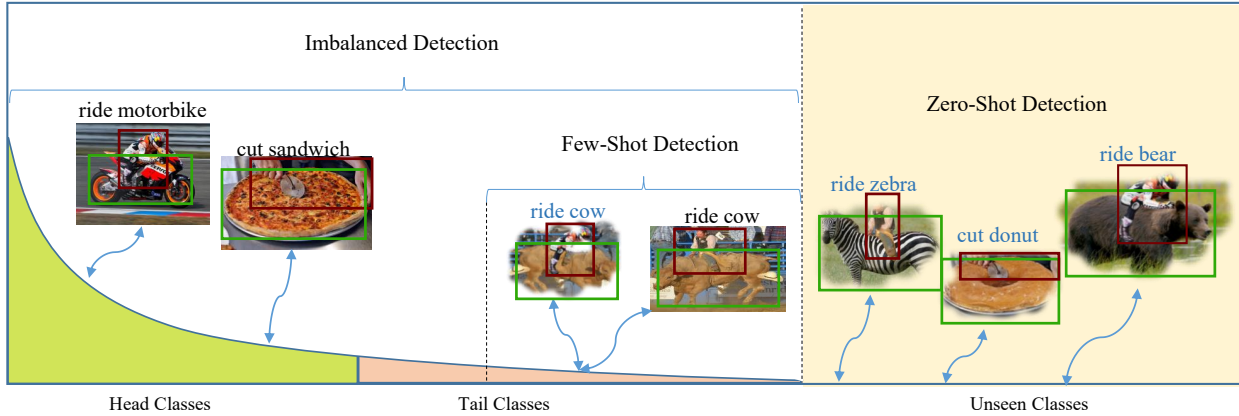 Imbalanced Detection
Zero-Shot Detection
ride motorbike
cut sandwich
Few-Shot Detection
ride bear
ride zebra
ride cow
ride cow
cut donut
Head Classes
Tail Classes
Unseen Classes